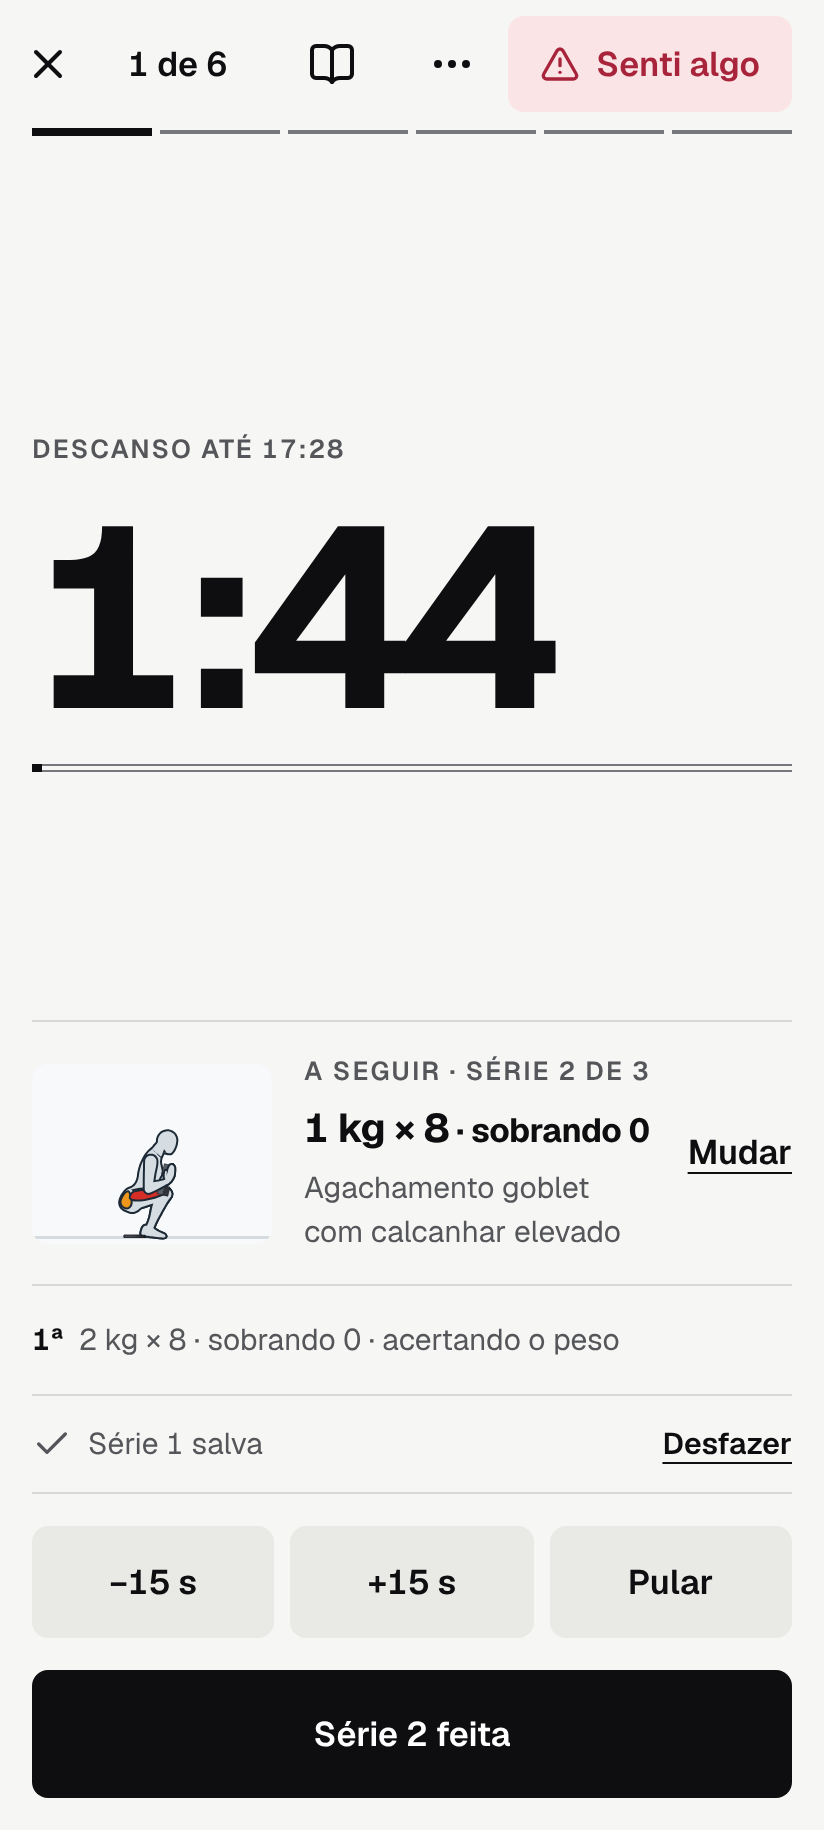 1 de 6
Senti algo
DESCANSO ATÉ 17:28
1:44
A SEGUIR · SÉRIE 2 DE 3
1 kg × 8 · sobrando 0
Mudar
Agachamento goblet
com calcanhar elevado
1ª 2 kg × 8 · sobrando 0 · acertando o peso
Série 1 salva
Desfazer
−15 s
+15 s
Pular
Série 2 feita